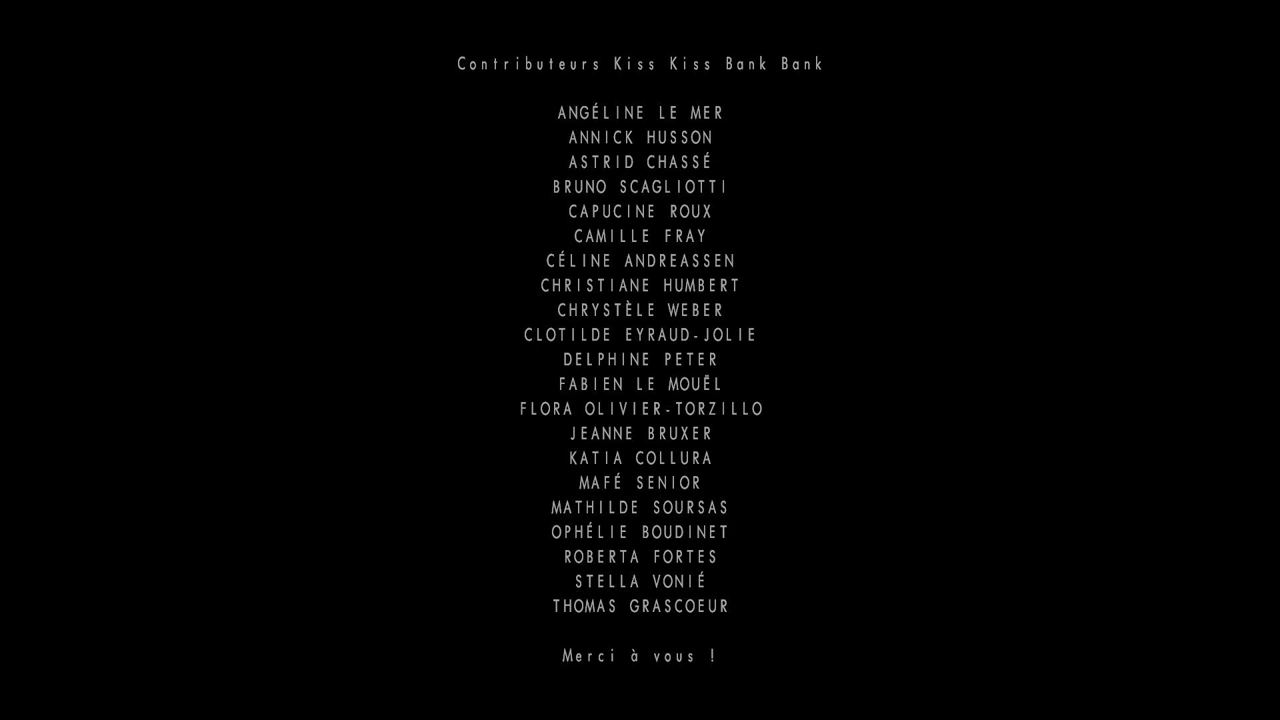 Contributeurs Kiss Kiss Bank Bank
ANGÉLINE LE MER
ANNICK HUSSON
ASTRID CHASSÉ
BRUNO SCAGLIOTTI
CAPUCINE ROUX
CAMILLE FRAY
CÉLINE ANDREASSEN
CHRISTIANE HUMBERT
CHRYSTÈLE WEBER
CLOTILDE EYRAUD-JOLIE
DELPHINE PETER
FABIEN LE MOUËL
FLORA OLIVIER-TORZILLO
JEANNE BRUXER
KATIA COLLURA
MAFÉ SENIOR
MATHILDE SOURSAS
OPHÉLIE BOUDINET
ROBERTA FORTES
STELLA VONIÉ
THOMAS GRASCOEUR
Merci à vous !